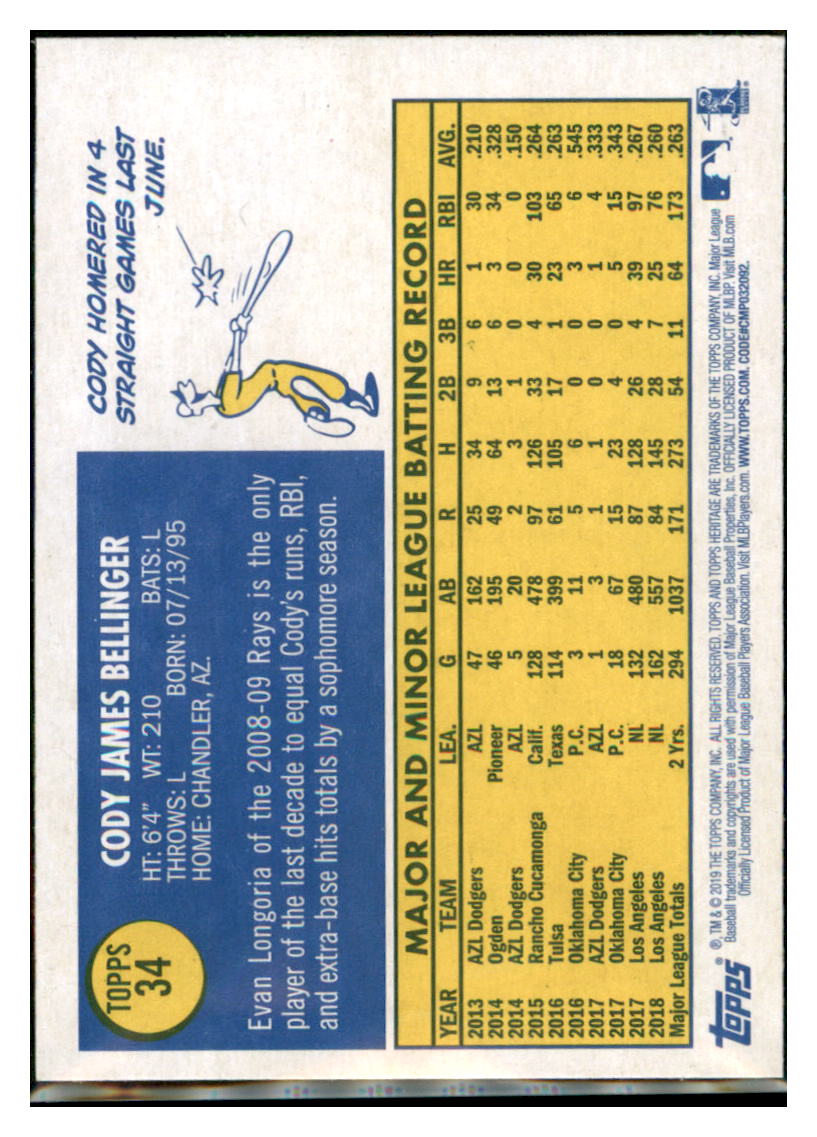 TOPPS
34
CODY JAMES BELLINGER
HT: 6'4" WT: 210 BATS: L
THROWS: L BORN: 07/13/95
HOME: CHANDLER, AZ.
Evan Longoria of the 2008-09 Rays is the only
player of the last decade to equal Cody's runs, RBI,
and extra-base hits totals by a sophomore season.
CODY HOMERED IN 4
STRAIGHT GAMES LAST
JUNE.
MAJOR AND MINOR LEAGUE BATTING RECORD
YEAR TEAM LEA. G AB R H 2B 3B HR RBI AVG.
2013 AZL Dodgers AZL 47 162 25 34 9 6 1 30 .210
2014 Ogden Pioneer 46 195 49 64 13 6 3 34 .328
2014 AZL Dodgers AZL 5 20 2 3 1 0 0 0 .150
2015 Rancho Cucamonga Calif. 128 478 97 126 33 4 30 103 .264
2016 Tulsa Texas 114 399 61 105 17 1 23 65 .263
2016 Oklahoma City P.C. 3 11 5 6 0 0 3 6 .545
2017 AZL Dodgers AZL 1 3 1 1 0 0 1 4 .333
2017 Oklahoma City P.C. 18 67 15 23 4 0 5 15 .343
2017 Los Angeles NL 132 480 87 128 26 4 39 97 .267
2018 Los Angeles NL 162 557 84 145 28 7 25 76 .260
Major League Totals 2 Yrs. 294 1037 171 273 54 11 64 173 .263
topps
®, TM & © 2019 THE TOPPS COMPANY, INC. ALL RIGHTS RESERVED. TOPPS AND TOPPS HERITAGE ARE TRADEMARKS OF THE TOPPS COMPANY, INC. Major League
Baseball trademarks and copyrights are used with permission of Major League Baseball Properties, Inc. OFFICIALLY LICENSED PRODUCT OF MLBP. Visit MLB.com
Officially Licensed Product of Major League Baseball Players Association. Visit MLBPlayers.com. WWW.TOPPS.COM. CODE#CMP032092.